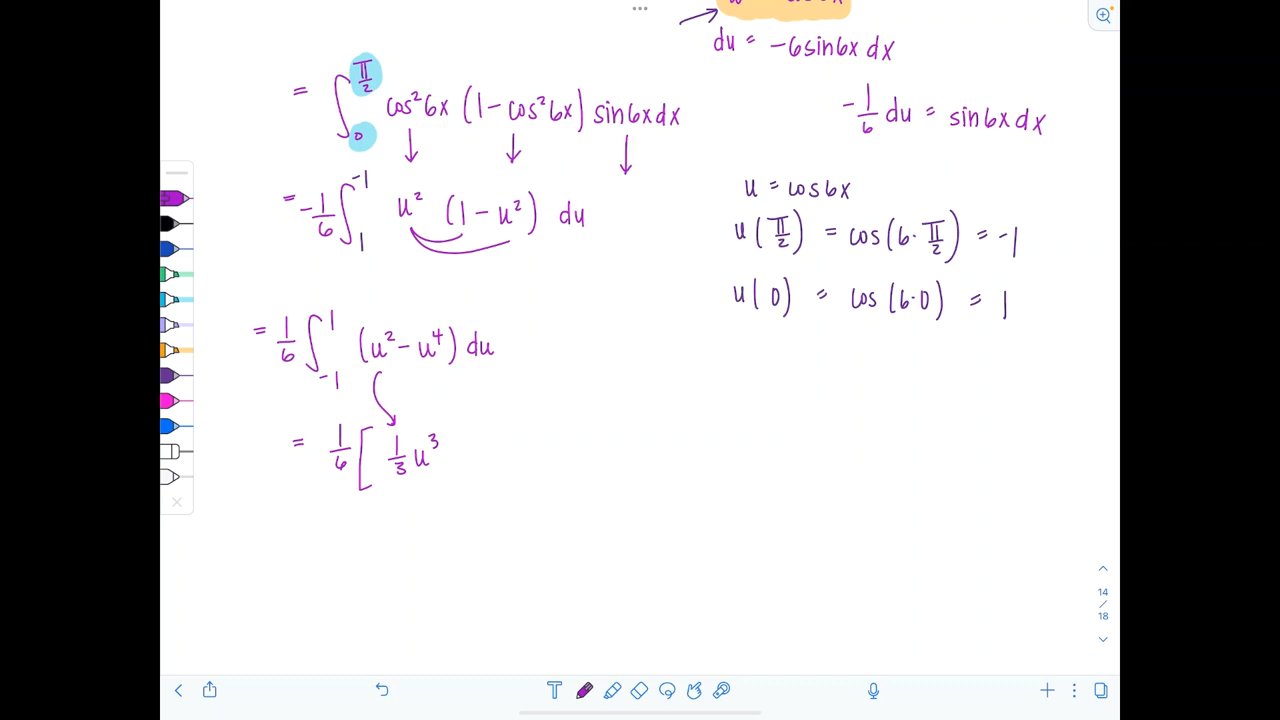 du = -6sin6x dx
= ∫₀^(π/2) cos²6x (1 - cos²6x) sin6x dx
-1/6 du = sin6x dx
= -1/6 ∫₁^(-1) u² (1 - u²) du
u = cos6x
u(π/2) = cos(6·π/2) = -1
u(0) = cos(6·0) = 1
= 1/6 ∫₋₁^1 (u² - u⁴) du
= 1/6 [ 1/3 u³
14
/
18
T